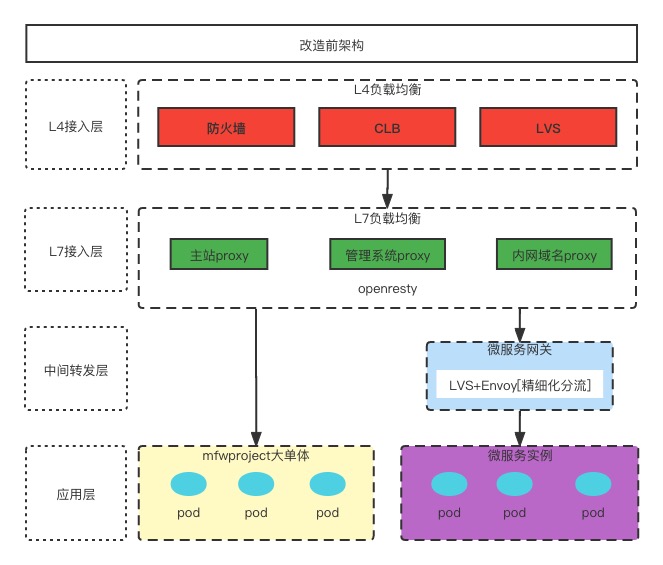 改造前架构
L4接入层
L4负载均衡
防火墙
CLB
LVS
L7接入层
L7负载均衡
主站proxy
管理系统proxy
内网域名proxy
openresty
中间转发层
微服务网关
LVS+Envoy[精细化分流]
应用层
mfwproject大单体
pod
pod
pod
微服务实例
pod
pod
pod